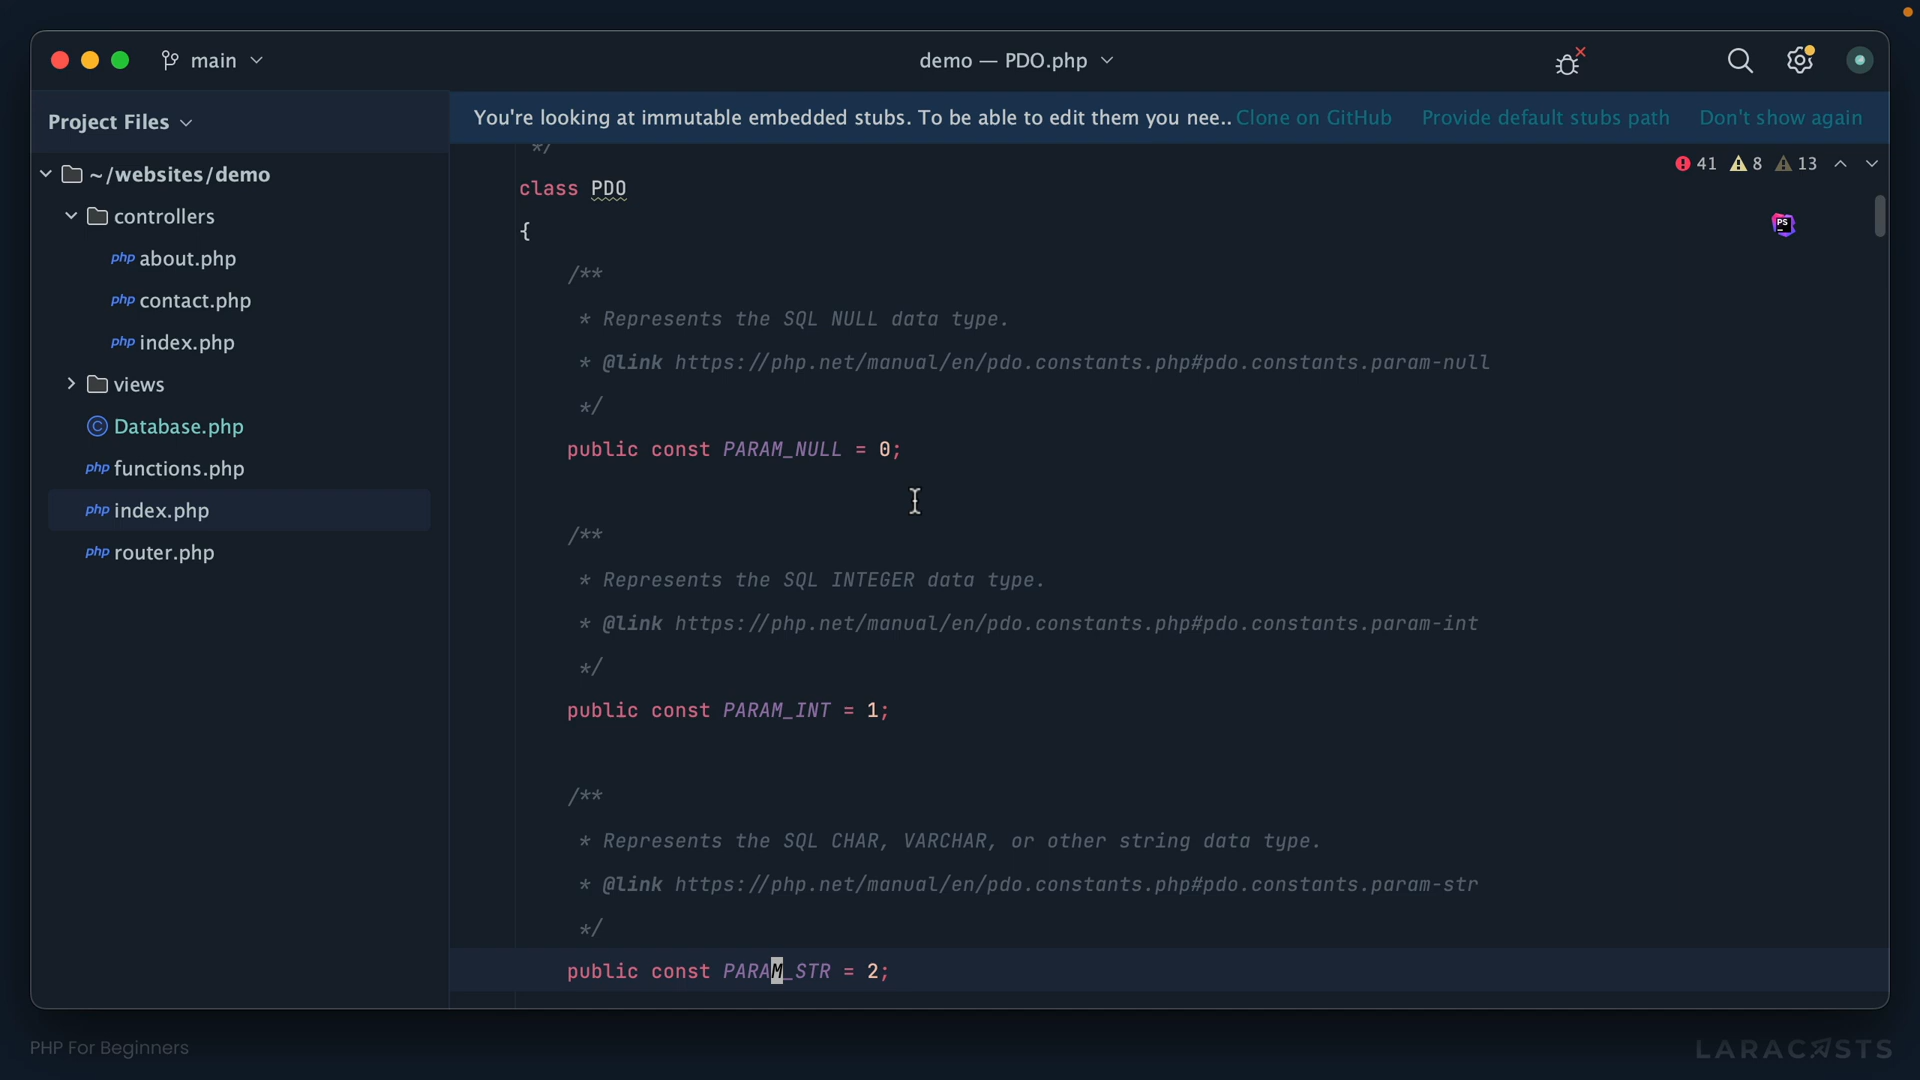 main
demo — PDO.php
Project Files
You're looking at immutable embedded stubs. To be able to edit them you nee.. Clone on GitHub Provide default stubs path Don't show again
41 8 13
~/websites/demo
controllers
php about.php
php contact.php
php index.php
views
C Database.php
php functions.php
php index.php
php router.php
*/
class PDO
{
PS
/**
* Represents the SQL NULL data type.
* @link https://php.net/manual/en/pdo.constants.php#pdo.constants.param-null
*/
public const PARAM_NULL = 0;
/**
* Represents the SQL INTEGER data type.
* @link https://php.net/manual/en/pdo.constants.php#pdo.constants.param-int
*/
public const PARAM_INT = 1;
/**
* Represents the SQL CHAR, VARCHAR, or other string data type.
* @link https://php.net/manual/en/pdo.constants.php#pdo.constants.param-str
*/
public const PARAM_STR = 2;
PHP For Beginners
LARACASTS